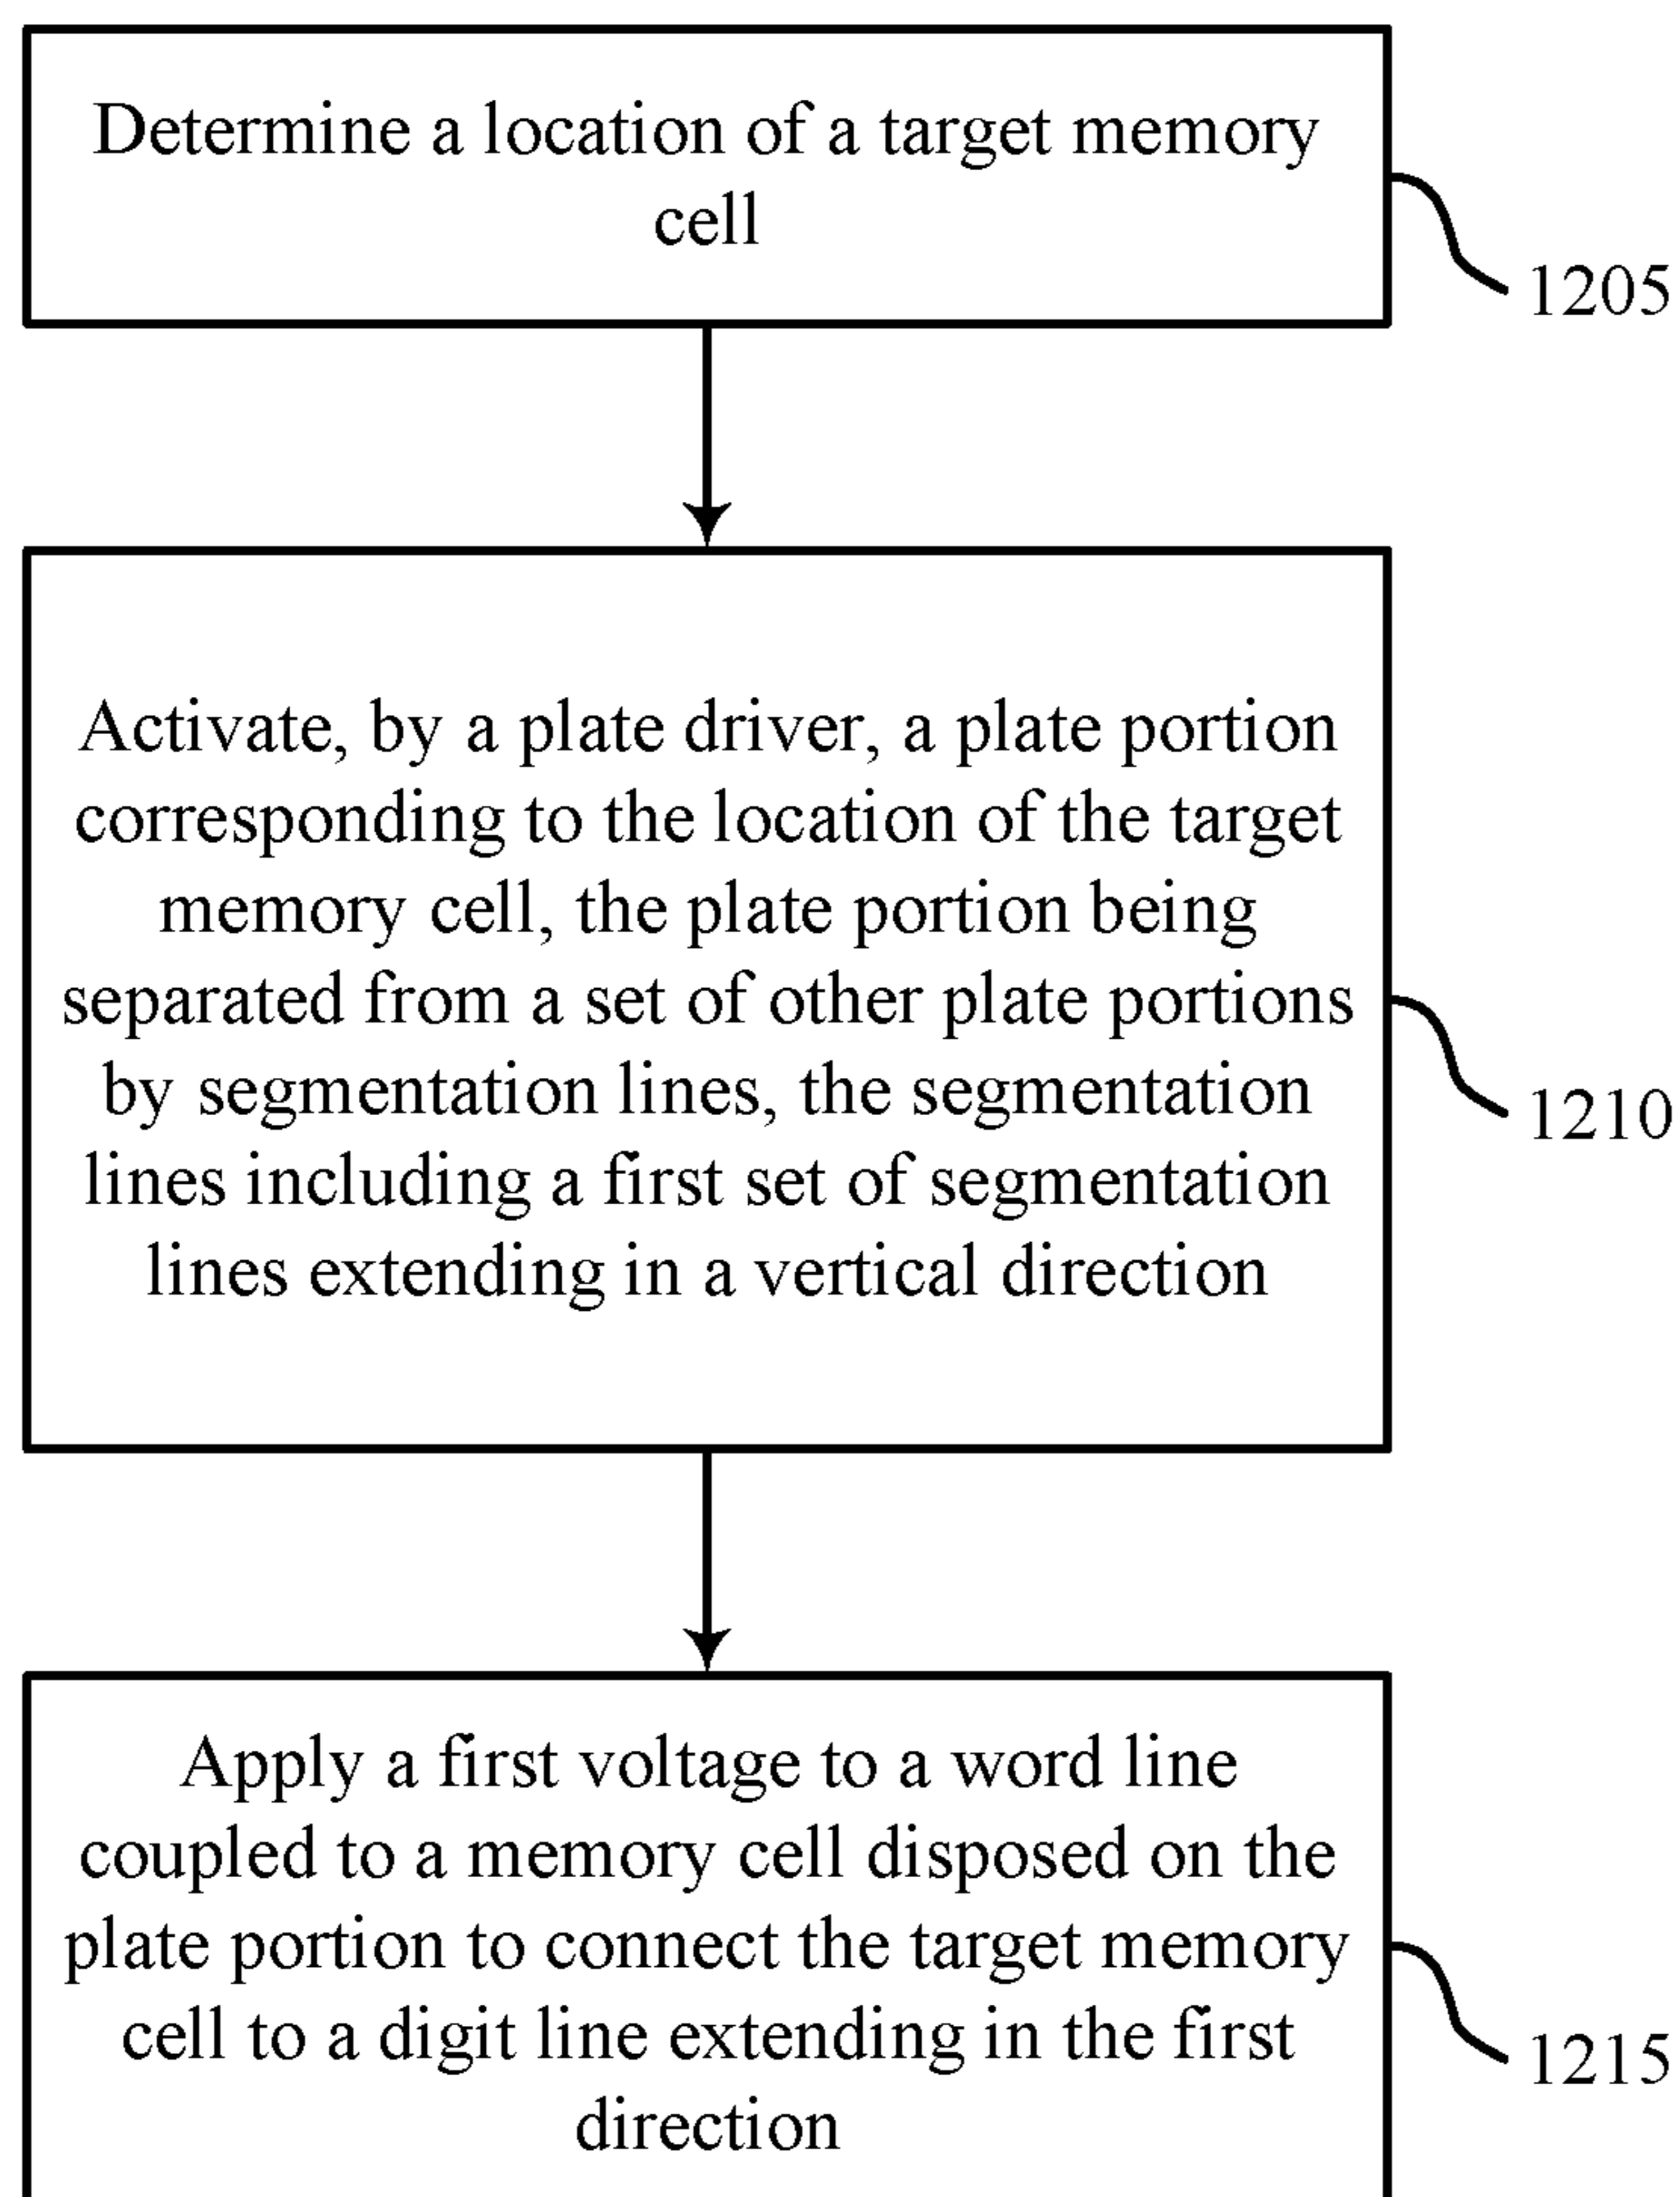 Determine a location of a target memory
cell
1205
Activate, by a plate driver, a plate portion
corresponding to the location of the target
memory cell, the plate portion being
separated from a set of other plate portions
by segmentation lines, the segmentation
lines including a first set of segmentation
lines extending in a vertical direction
1210
Apply a first voltage to a word line
coupled to a memory cell disposed on the
plate portion to connect the target memory
cell to a digit line extending in the first
direction
1215